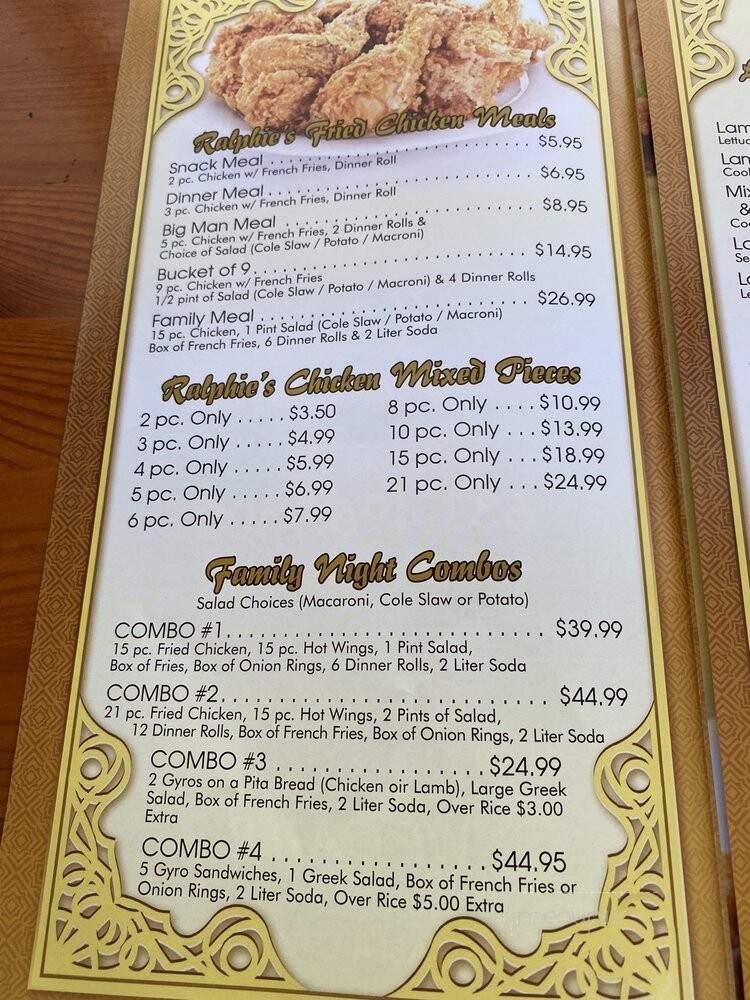 Ralphie's Fried Chicken Meals
Snack Meal . . . . . . . . . . . . . . . . . . . . . . . . . . . $5.95
2 pc. Chicken w/ French Fries, Dinner Roll
Dinner Meal . . . . . . . . . . . . . . . . . . . . . . . . . . $6.95
3 pc. Chicken w/ French Fries, Dinner Roll
Big Man Meal . . . . . . . . . . . . . . . . . . . . . . . . . $8.95
5 pc. Chicken w/ French Fries, 2 Dinner Rolls &
Choice of Salad (Cole Slaw / Potato / Macroni)
Bucket of 9. . . . . . . . . . . . . . . . . . . . . . . . . . . $14.95
9 pc. Chicken w/ French Fries
1/2 pint of Salad (Cole Slaw / Potato / Macroni) & 4 Dinner Rolls
Family Meal . . . . . . . . . . . . . . . . . . . . . . . . . . $26.99
15 pc. Chicken, 1 Pint Salad (Cole Slaw / Potato / Macroni)
Box of French Fries, 6 Dinner Rolls & 2 Liter Soda
Ralphie's Chicken Mixed Pieces
2 pc. Only . . . . . $3.50
3 pc. Only . . . . . $4.99
4 pc. Only . . . . . $5.99
5 pc. Only . . . . . $6.99
6 pc. Only . . . . . $7.99
8 pc. Only . . . . $10.99
10 pc. Only . . . $13.99
15 pc. Only . . . $18.99
21 pc. Only . . . $24.99
Family Night Combos
Salad Choices (Macaroni, Cole Slaw or Potato)
COMBO #1. . . . . . . . . . . . . . . . . . . . . . . . . . . . $39.99
15 pc. Fried Chicken, 15 pc. Hot Wings, 1 Pint Salad,
Box of Fries, Box of Onion Rings, 6 Dinner Rolls, 2 Liter Soda
COMBO #2. . . . . . . . . . . . . . . . . . . . . . . . . . . . $44.99
21 pc. Fried Chicken, 15 pc. Hot Wings, 2 Pints of Salad,
12 Dinner Rolls, Box of French Fries, Box of Onion Rings, 2 Liter Soda
COMBO #3 . . . . . . . . . . . . . . . . . . $24.99
2 Gyros on a Pita Bread (Chicken oir Lamb), Large Greek
Salad, Box of French Fries, 2 Liter Soda, Over Rice $3.00
Extra
COMBO #4 . . . . . . . . . . . . . . . . . . $44.95
5 Gyro Sandwiches, 1 Greek Salad, Box of French Fries or
Onion Rings, 2 Liter Soda, Over Rice $5.00 Extra